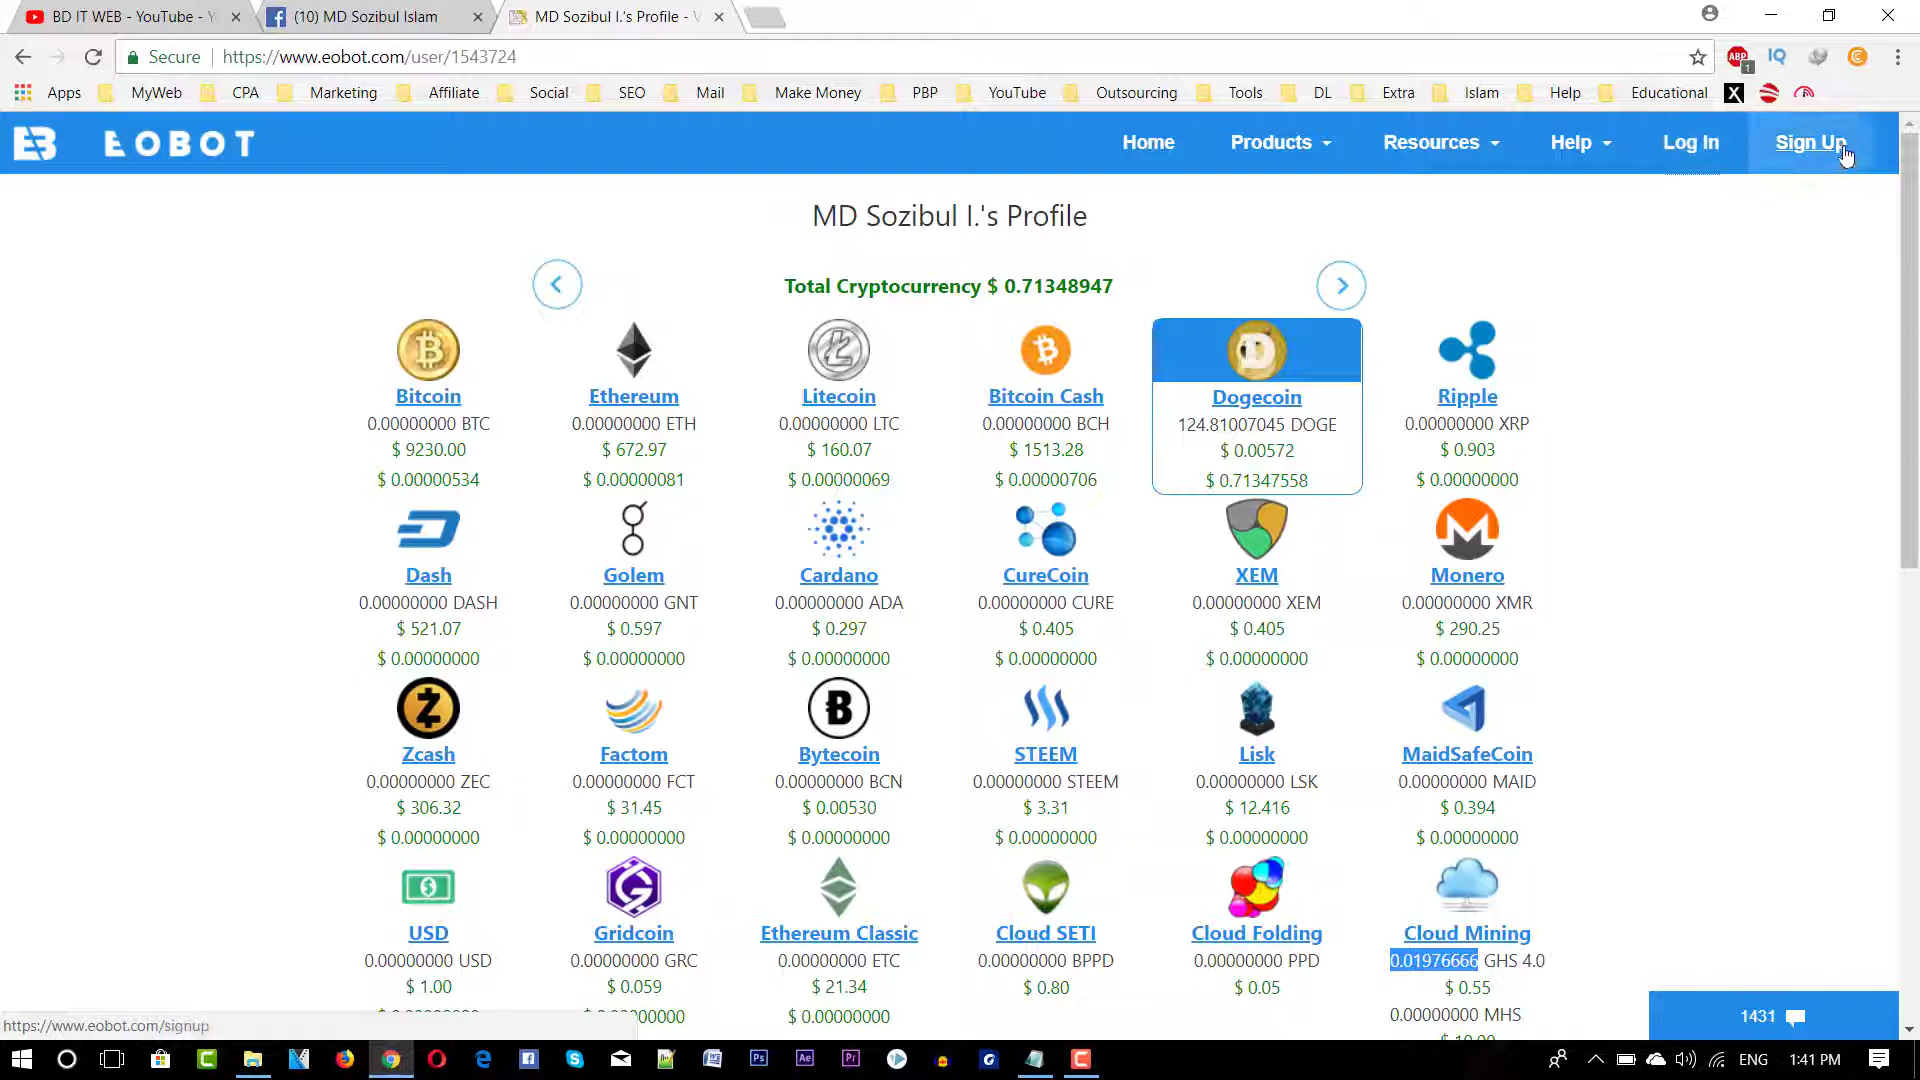 BD IT WEB - YouTube - Y
(10) MD Sozibul Islam
MD Sozibul I.'s Profile - V
Secure
https://www.eobot.com/user/1543724
ABP
1
IQ
Apps
MyWeb
CPA
Marketing
Affiliate
Social
SEO
Mail
Make Money
PBP
YouTube
Outsourcing
Tools
DL
Extra
Islam
Help
Educational
X
EOBOT
Home
Products
Resources
Help
Log In
Sign Up
MD Sozibul I.'s Profile
Total Cryptocurrency $ 0.71348947
Bitcoin
0.00000000 BTC
$ 9230.00
$ 0.00000534
Ethereum
0.00000000 ETH
$ 672.97
$ 0.00000081
Litecoin
0.00000000 LTC
$ 160.07
$ 0.00000069
Bitcoin Cash
0.00000000 BCH
$ 1513.28
$ 0.00000706
Dogecoin
124.81007045 DOGE
$ 0.00572
$ 0.71347558
Ripple
0.00000000 XRP
$ 0.903
$ 0.00000000
Dash
0.00000000 DASH
$ 521.07
$ 0.00000000
Golem
0.00000000 GNT
$ 0.597
$ 0.00000000
Cardano
0.00000000 ADA
$ 0.297
$ 0.00000000
CureCoin
0.00000000 CURE
$ 0.405
$ 0.00000000
XEM
0.00000000 XEM
$ 0.405
$ 0.00000000
Monero
0.00000000 XMR
$ 290.25
$ 0.00000000
Zcash
0.00000000 ZEC
$ 306.32
$ 0.00000000
Factom
0.00000000 FCT
$ 31.45
$ 0.00000000
Bytecoin
0.00000000 BCN
$ 0.00530
$ 0.00000000
STEEM
0.00000000 STEEM
$ 3.31
$ 0.00000000
Lisk
0.00000000 LSK
$ 12.416
$ 0.00000000
MaidSafeCoin
0.00000000 MAID
$ 0.394
$ 0.00000000
USD
0.00000000 USD
$ 1.00
Gridcoin
0.00000000 GRC
$ 0.059
Ethereum Classic
0.00000000 ETC
$ 21.34
$ 0.00000000
Cloud SETI
0.00000000 BPPD
$ 0.80
Cloud Folding
0.00000000 PPD
$ 0.05
Cloud Mining
0.01976666 GHS 4.0
$ 0.55
0.00000000 MHS
1431
https://www.eobot.com/signup
Ps
Ae
Pr
ENG
1:41 PM